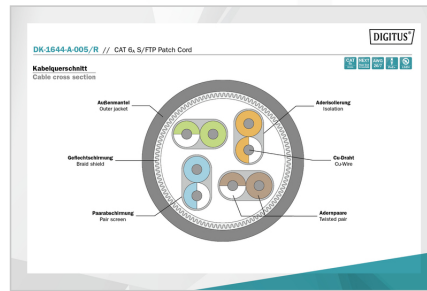 DIGITUS®
DK-1644-A-005/R // CAT 6A S/FTP Patch Cord
Kabelquerschnitt
Cable cross section
Außenmantel
Outer jacket
Aderisolierung
Isolation
Geflechtschirmung
Braid shield
Cu-Draht
Cu-Wire
Paarabschirmung
Pair screen
Adernpaare
Twisted pair